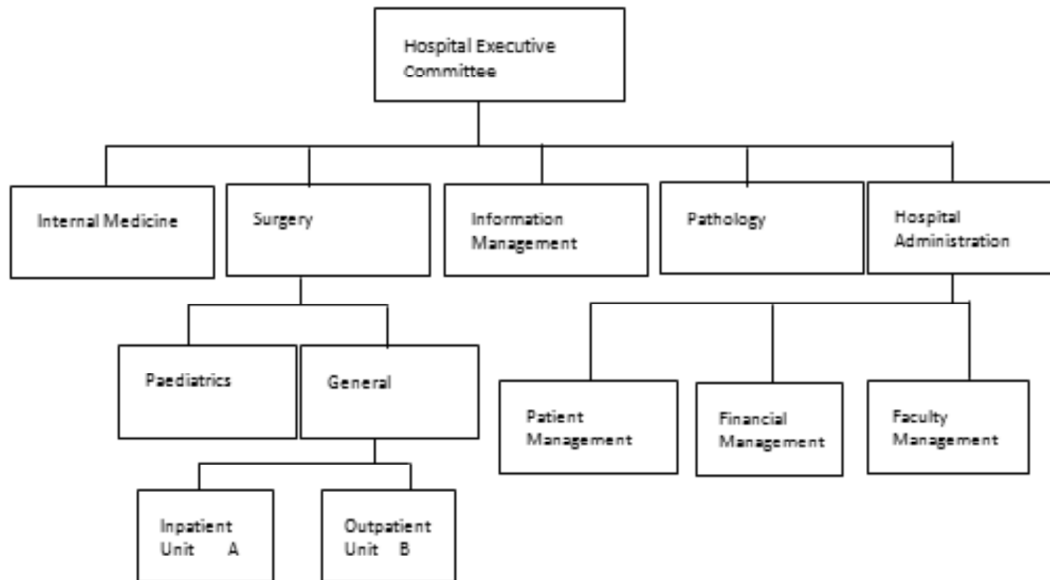 Hospital Executive
Committee
Internal Medicine
Surgery
Information
Management
Pathology
Hospital
Administration
Paediatrics
General
Patient
Management
Financial
Management
Faculty
Management
Inpatient
Unit A
Outpatient
Unit B